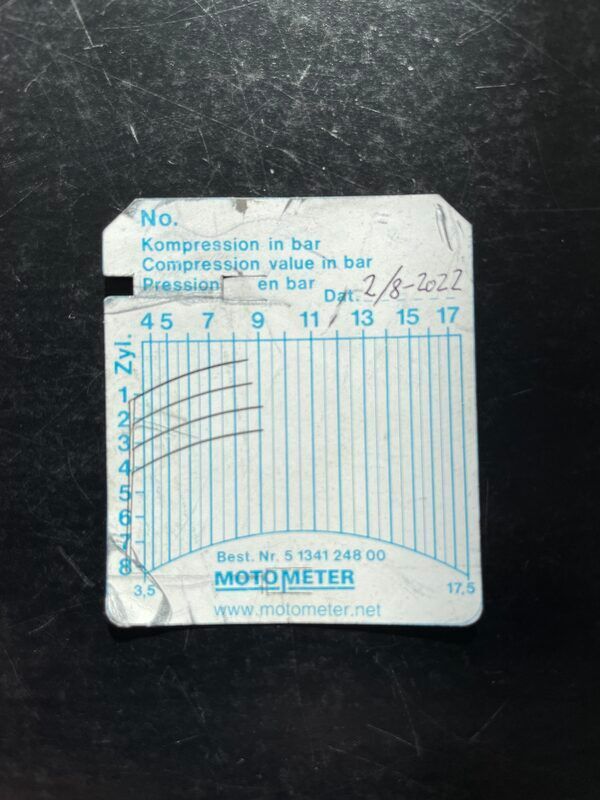 No.
Kompression in bar
Compression value in bar
Pression en bar
Dat. 2/8-2022
4 5 7 9 11 13 15 17
Zyl.
1
2
3
4
5
6
7
8
Best. Nr. 5 1341 248 00
3,5 MOTOMETER 17,5
www.motometer.net